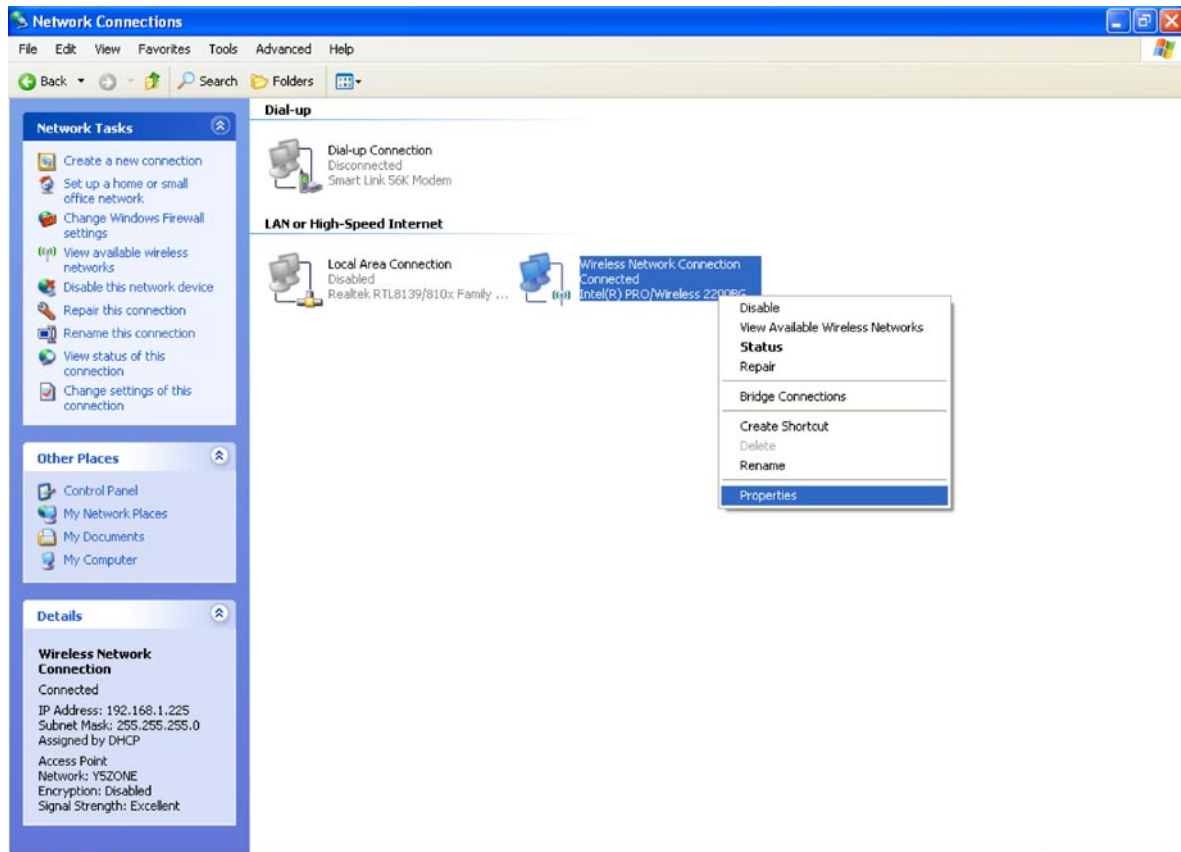 Network Connections
File Edit View Favorites Tools Advanced Help
Back Search Folders
Network Tasks
Create a new connection
Set up a home or small
office network
Change Windows Firewall
settings
View available wireless
networks
Disable this network device
Repair this connection
Rename this connection
View status of this
connection
Change settings of this
connection
Other Places
Control Panel
My Network Places
My Documents
My Computer
Details
Wireless Network
Connection
Connected
IP Address: 192.168.1.225
Subnet Mask: 255.255.255.0
Assigned by DHCP
Access Point
Network: Y5ZONE
Encryption: Disabled
Signal Strength: Excellent
Dial-up
Dial-up Connection
Disconnected
Smart Link 56K Modem
LAN or High-Speed Internet
Local Area Connection
Disabled
Realtek RTL8139/810x Family ...
Wireless Network Connection
Connected
Intel(R) PRO/Wireless 2200BG
Disable
View Available Wireless Networks
Status
Repair
Bridge Connections
Create Shortcut
Delete
Rename
Properties